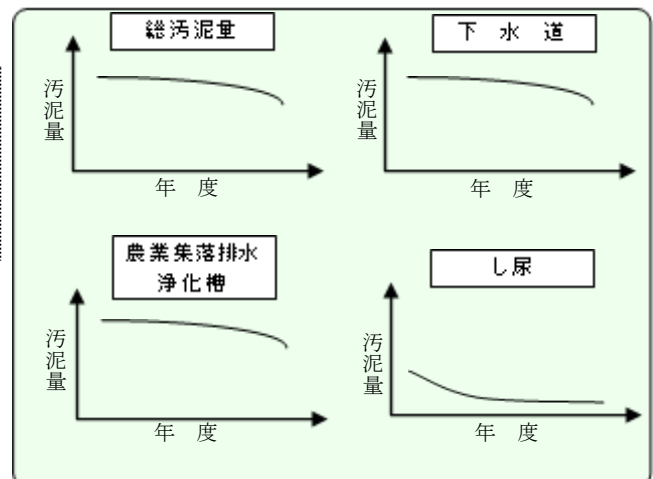 総汚泥量
汚泥量
年 度
下 水 道
汚泥量
年 度
農業集落排水
浄化槽
汚泥量
年 度
し尿
汚泥量
年 度